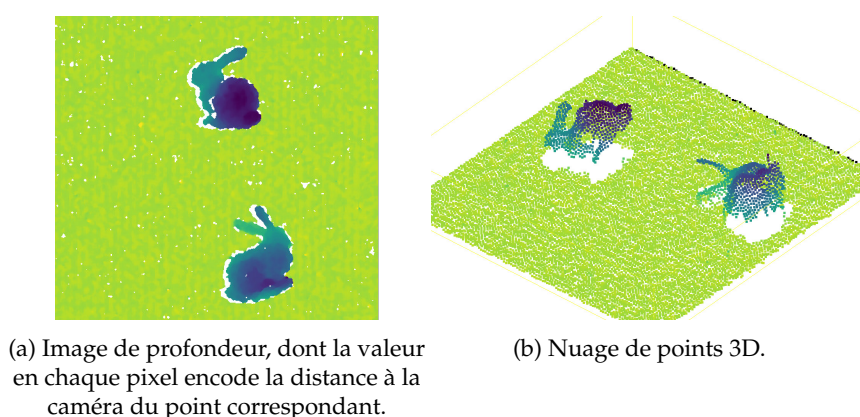 (a) Image de profondeur, dont la valeur
en chaque pixel encode la distance à la
caméra du point correspondant.
(b) Nuage de points 3D.